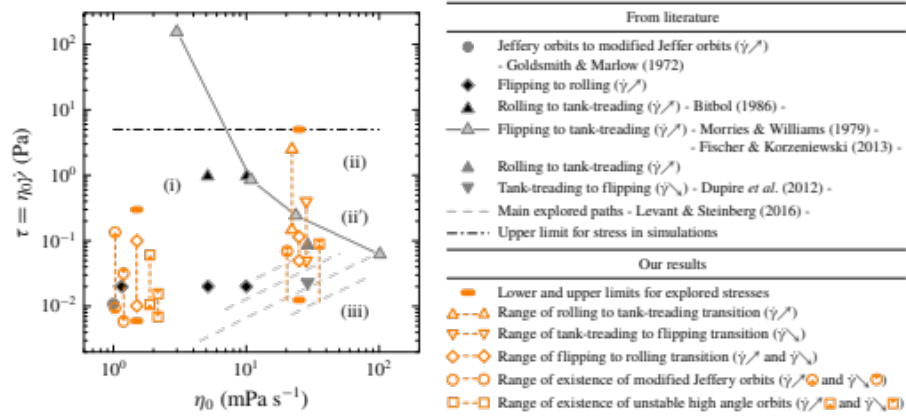 10²
10¹
10⁰
10⁻¹
10⁻²
τ = η₀γ̇ (Pa)
(i)
(ii)
(ii′)
(iii)
10⁰
10¹
10²
η₀ (mPa s⁻¹)
From literature
Jeffery orbits to modified Jeffer orbits (γ̇↗)
- Goldsmith & Marlow (1972)
Flipping to rolling (γ̇↗)
Rolling to tank-treading (γ̇↗) - Bitbol (1986) -
Flipping to tank-treading (γ̇↗) - Morries & Williams (1979) -
- Fischer & Korzeniewski (2013) -
Rolling to tank-treading (γ̇↗)
Tank-treading to flipping (γ̇↘) - Dupire et al. (2012) -
Main explored paths - Levant & Steinberg (2016) -
Upper limit for stress in simulations
Our results
Lower and upper limits for explored stresses
Range of rolling to tank-treading transition (γ̇↗)
Range of tank-treading to flipping transition (γ̇↘)
Range of flipping to rolling transition (γ̇↗ and γ̇↘)
Range of existence of modified Jeffery orbits (γ̇↗ and γ̇↘)
Range of existence of unstable high angle orbits (γ̇↗ and γ̇↘)